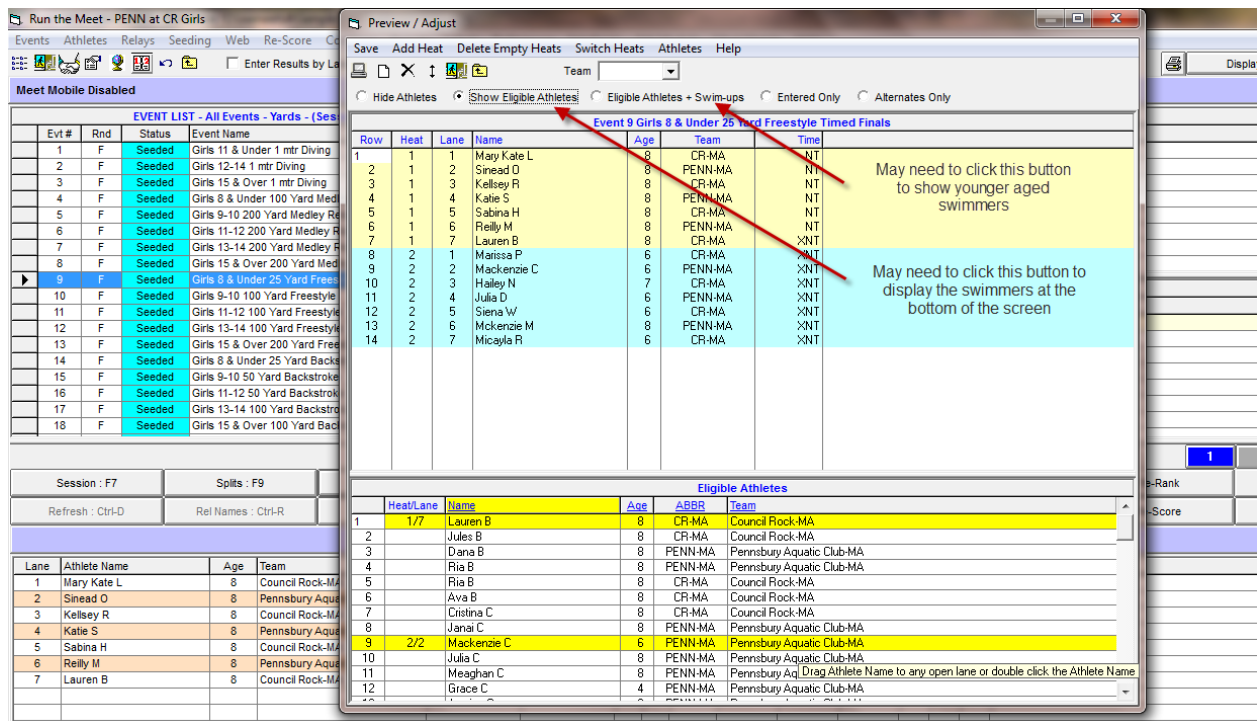 Run the Meet - PENN at CR Girls
Events Athletes Relays Seeding Web Re-Score
Enter Results by La
Meet Mobile Disabled
EVENT LIST - All Events - Yards - (Ses
Evt # Rnd Status Event Name
1 F Seeded Girls 11 & Under 1 mtr Diving
2 F Seeded Girls 12-14 1 mtr Diving
3 F Seeded Girls 15 & Over 1 mtr Diving
4 F Seeded Girls 8 & Under 100 Yard Medl
5 F Seeded Girls 9-10 200 Yard Medley Re
6 F Seeded Girls 11-12 200 Yard Medley R
7 F Seeded Girls 13-14 200 Yard Medley R
8 F Seeded Girls 15 & Over 200 Yard Med
9 F Seeded Girls 8 & Under 25 Yard Frees
10 F Seeded Girls 9-10 100 Yard Freestyle
11 F Seeded Girls 11-12 100 Yard Freestyle
12 F Seeded Girls 13-14 100 Yard Freestyle
13 F Seeded Girls 15 & Over 200 Yard Free
14 F Seeded Girls 8 & Under 25 Yard Backs
15 F Seeded Girls 9-10 50 Yard Backstroke
16 F Seeded Girls 11-12 50 Yard Backstrok
17 F Seeded Girls 13-14 100 Yard Backstro
18 F Seeded Girls 15 & Over 100 Yard Bac
Session : F7 Splits : F9
Refresh : Ctrl-D Rel Names : Ctrl-R
Lane Athlete Name Age Team
1 Mary Kate L 8 Council Rock-MA
2 Sinead O 8 Pennsbury Aqua
3 Kellsey R 8 Council Rock-MA
4 Katie S 8 Pennsbury Aqua
5 Sabina H 8 Council Rock-MA
6 Reilly M 8 Pennsbury Aqua
7 Lauren B 8 Council Rock-MA
Preview / Adjust
Save Add Heat Delete Empty Heats Switch Heats Athletes Help
Team
Hide Athletes Show Eligible Athletes Eligible Athletes + Swim-ups Entered Only Alternates Only
Event 9 Girls 8 & Under 25 Yard Freestyle Timed Finals
Row Heat Lane Name Age Team Time
1 1 1 Mary Kate L 8 CR-MA NT
2 1 2 Sinead O 8 PENN-MA NT
3 1 3 Kellsey R 8 CR-MA NT
4 1 4 Katie S 8 PENN-MA NT
5 1 5 Sabina H 8 CR-MA NT
6 1 6 Reilly M 8 PENN-MA NT
7 1 7 Lauren B 8 CR-MA XNT
8 2 1 Marissa P 6 CR-MA XNT
9 2 2 Mackenzie C 6 PENN-MA XNT
10 2 3 Hailey N 7 CR-MA XNT
11 2 4 Julia D 6 PENN-MA XNT
12 2 5 Siena W 6 CR-MA XNT
13 2 6 Mckenzie M 8 PENN-MA XNT
14 2 7 Micayla R 6 CR-MA XNT
May need to click this button
to show younger aged
swimmers
May need to click this button to
display the swimmers at the
bottom of the screen
Eligible Athletes
Heat/Lane Name Age ABBR Team
1 1/7 Lauren B 8 CR-MA Council Rock-MA
2 Jules B 8 CR-MA Council Rock-MA
3 Dana B 8 PENN-MA Pennsbury Aquatic Club-MA
4 Ria B 8 PENN-MA Pennsbury Aquatic Club-MA
5 Ria B 8 CR-MA Council Rock-MA
6 Ava B 8 CR-MA Council Rock-MA
7 Cristina C 8 CR-MA Council Rock-MA
8 Janai C 8 PENN-MA Pennsbury Aquatic Club-MA
9 2/2 Mackenzie C 6 PENN-MA Pennsbury Aquatic Club-MA
10 Julia C 8 PENN-MA Pennsbury Aquatic Club-MA
11 Meaghan C 8 PENN-MA Pennsbury Aq
Drag Athlete Name to any open lane or double click the Athlete Name
12 Grace C 4 PENN-MA Pennsbury Aquatic Club-MA
Displa
1
e-Rank
-Score